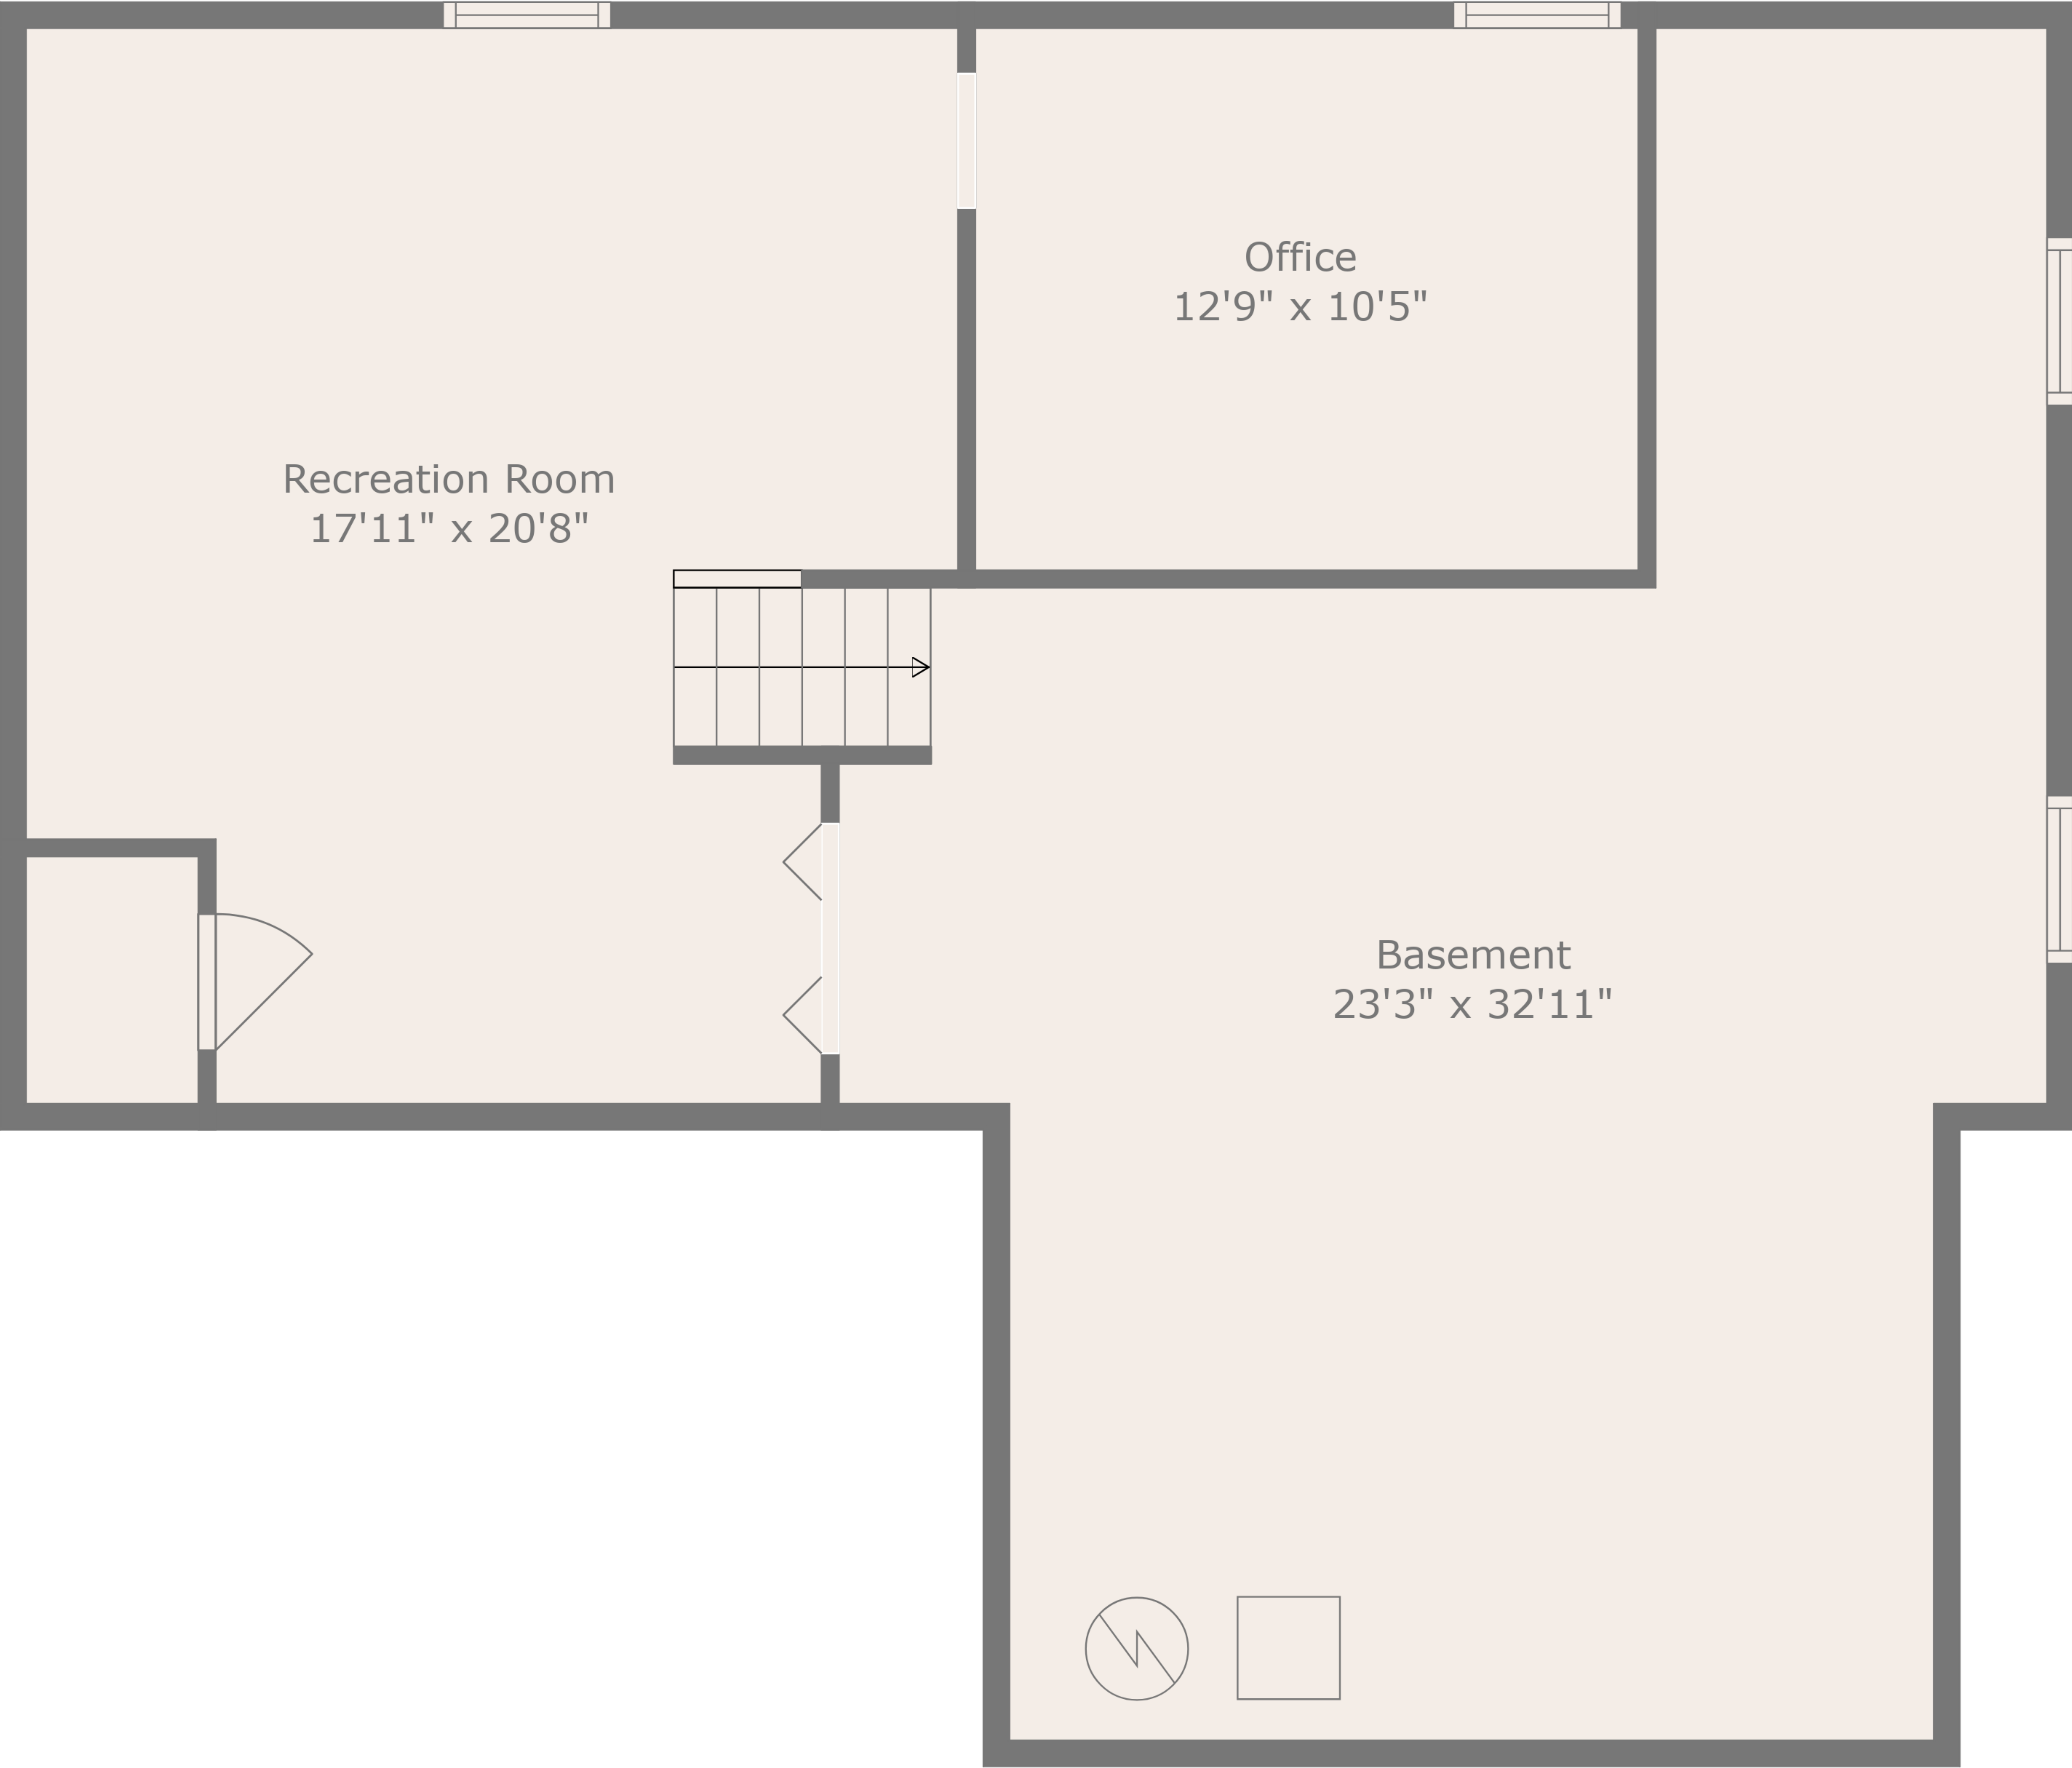 Office
12'9" x 10'5"
Recreation Room
17'11" x 20'8"
Basement
23'3" x 32'11"